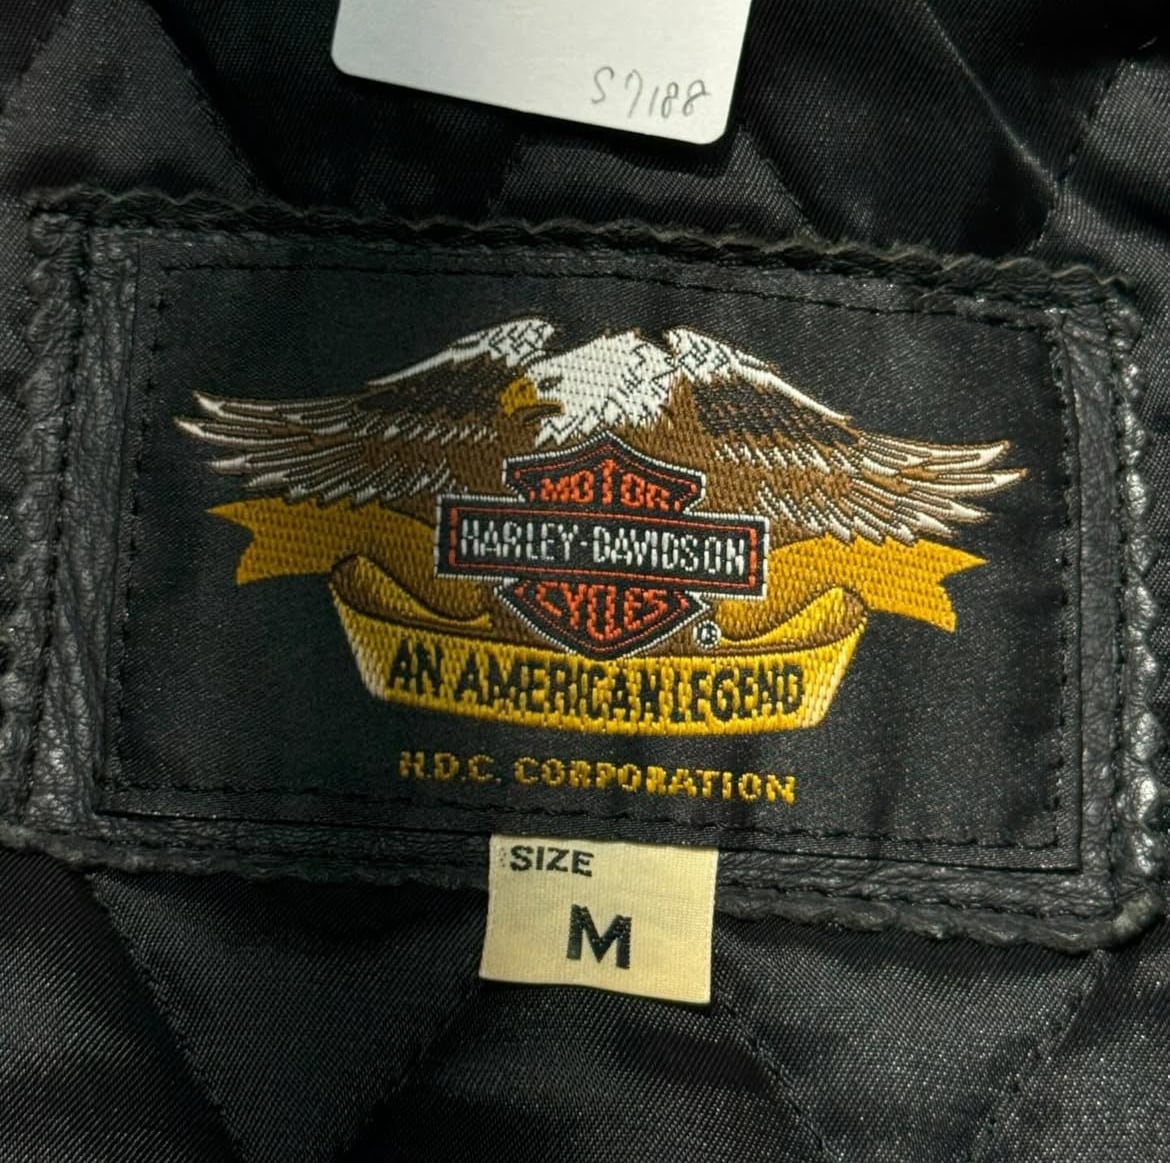 S7188
MOTOR
HARLEY-DAVIDSON
CYCLES
®
AN AMERICAN LEGEND
H.D.C. CORPORATION
SIZE
M